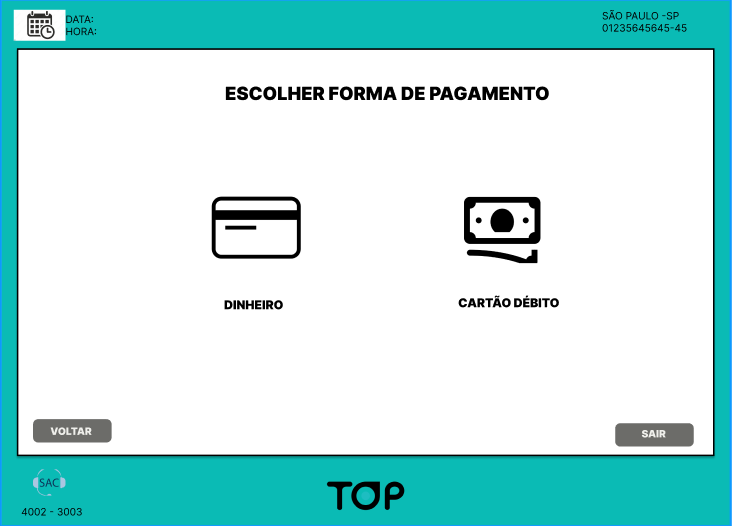 DATA:
HORA:
SÃO PAULO -SP
01235645645-45
ESCOLHER FORMA DE PAGAMENTO
DINHEIRO
CARTÃO DÉBITO
VOLTAR
SAIR
SAC
4002 - 3003
TOP